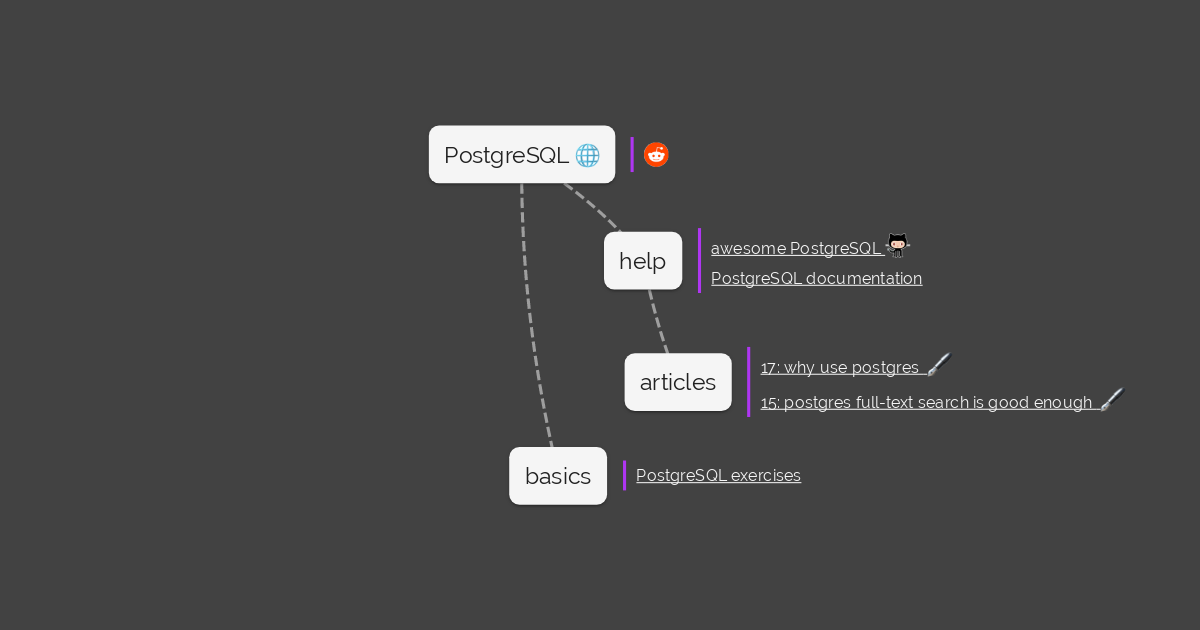 PostgreSQL
help
awesome PostgreSQL
PostgreSQL documentation
articles
17: why use postgres
15: postgres full-text search is good enough
basics
PostgreSQL exercises